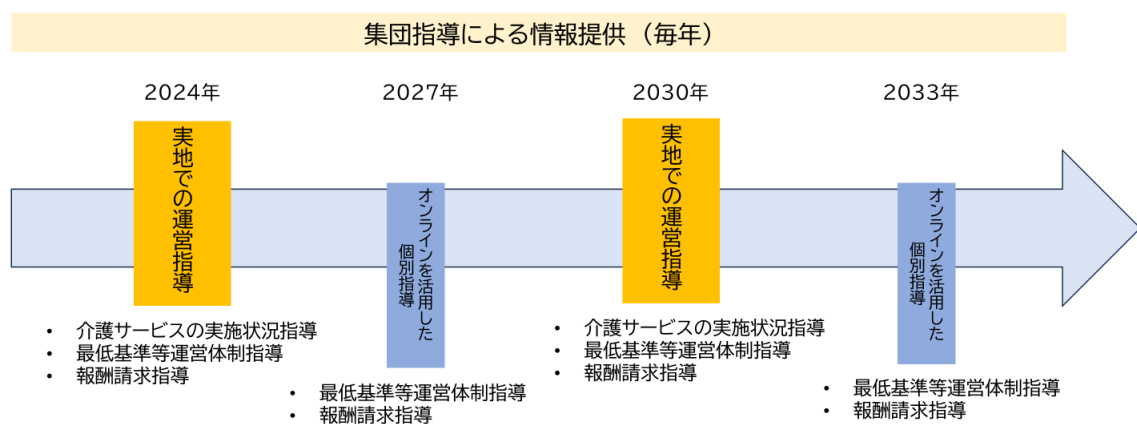 集団指導による情報提供（毎年）
2024年
2027年
2030年
2033年
実地での運営指導
オンラインを活用した
個別指導
実地での運営指導
オンラインを活用した
個別指導
• 介護サービスの実施状況指導
• 最低基準等運営体制指導
• 報酬請求指導
• 最低基準等運営体制指導
• 報酬請求指導
• 介護サービスの実施状況指導
• 最低基準等運営体制指導
• 報酬請求指導
• 最低基準等運営体制指導
• 報酬請求指導